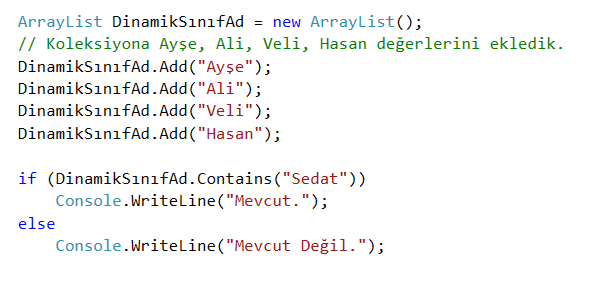 ArrayList DinamikSınıfAd = new ArrayList();
// Koleksiyona Ayşe, Ali, Veli, Hasan değerlerini ekledik.
DinamikSınıfAd.Add("Ayşe");
DinamikSınıfAd.Add("Ali");
DinamikSınıfAd.Add("Veli");
DinamikSınıfAd.Add("Hasan");
if (DinamikSınıfAd.Contains("Sedat"))
Console.WriteLine("Mevcut.");
else
Console.WriteLine("Mevcut Değil.");